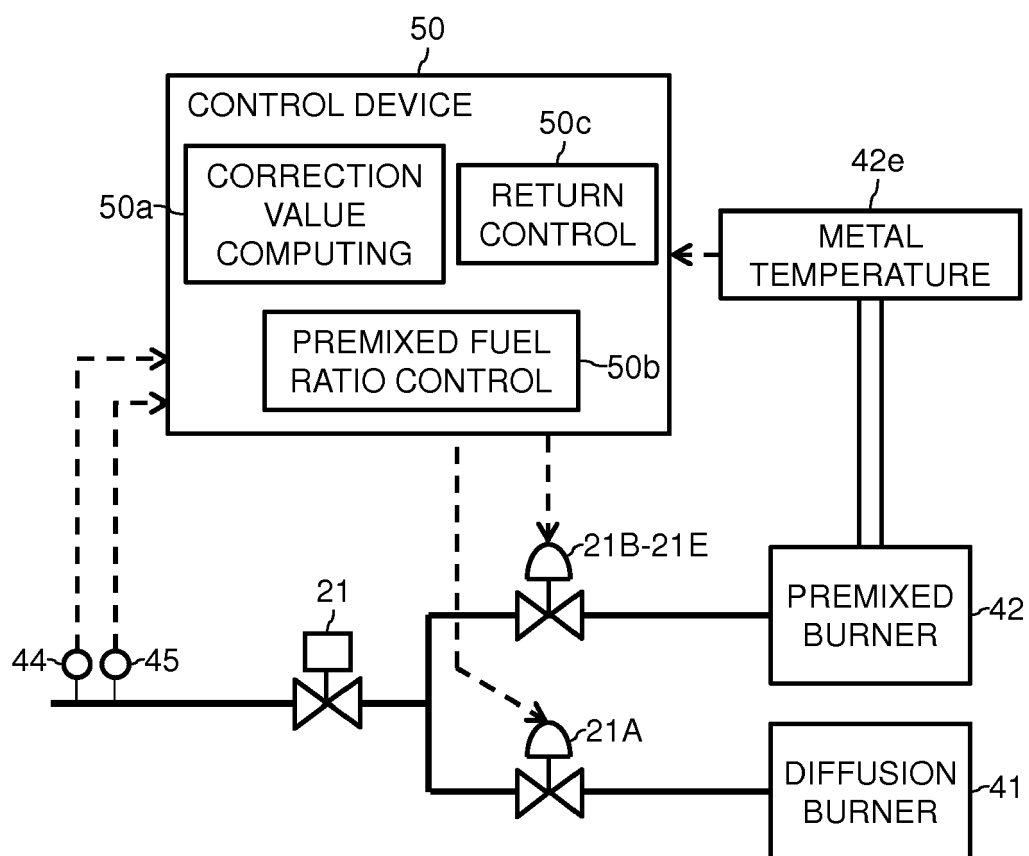 50
CONTROL DEVICE
50c
CORRECTION
VALUE
COMPUTING
50a
RETURN
CONTROL
42e
METAL
TEMPERATURE
PREMIXED FUEL
RATIO CONTROL
50b
21B-21E
21
PREMIXED
BURNER
42
44
45
21A
DIFFUSION
BURNER
41